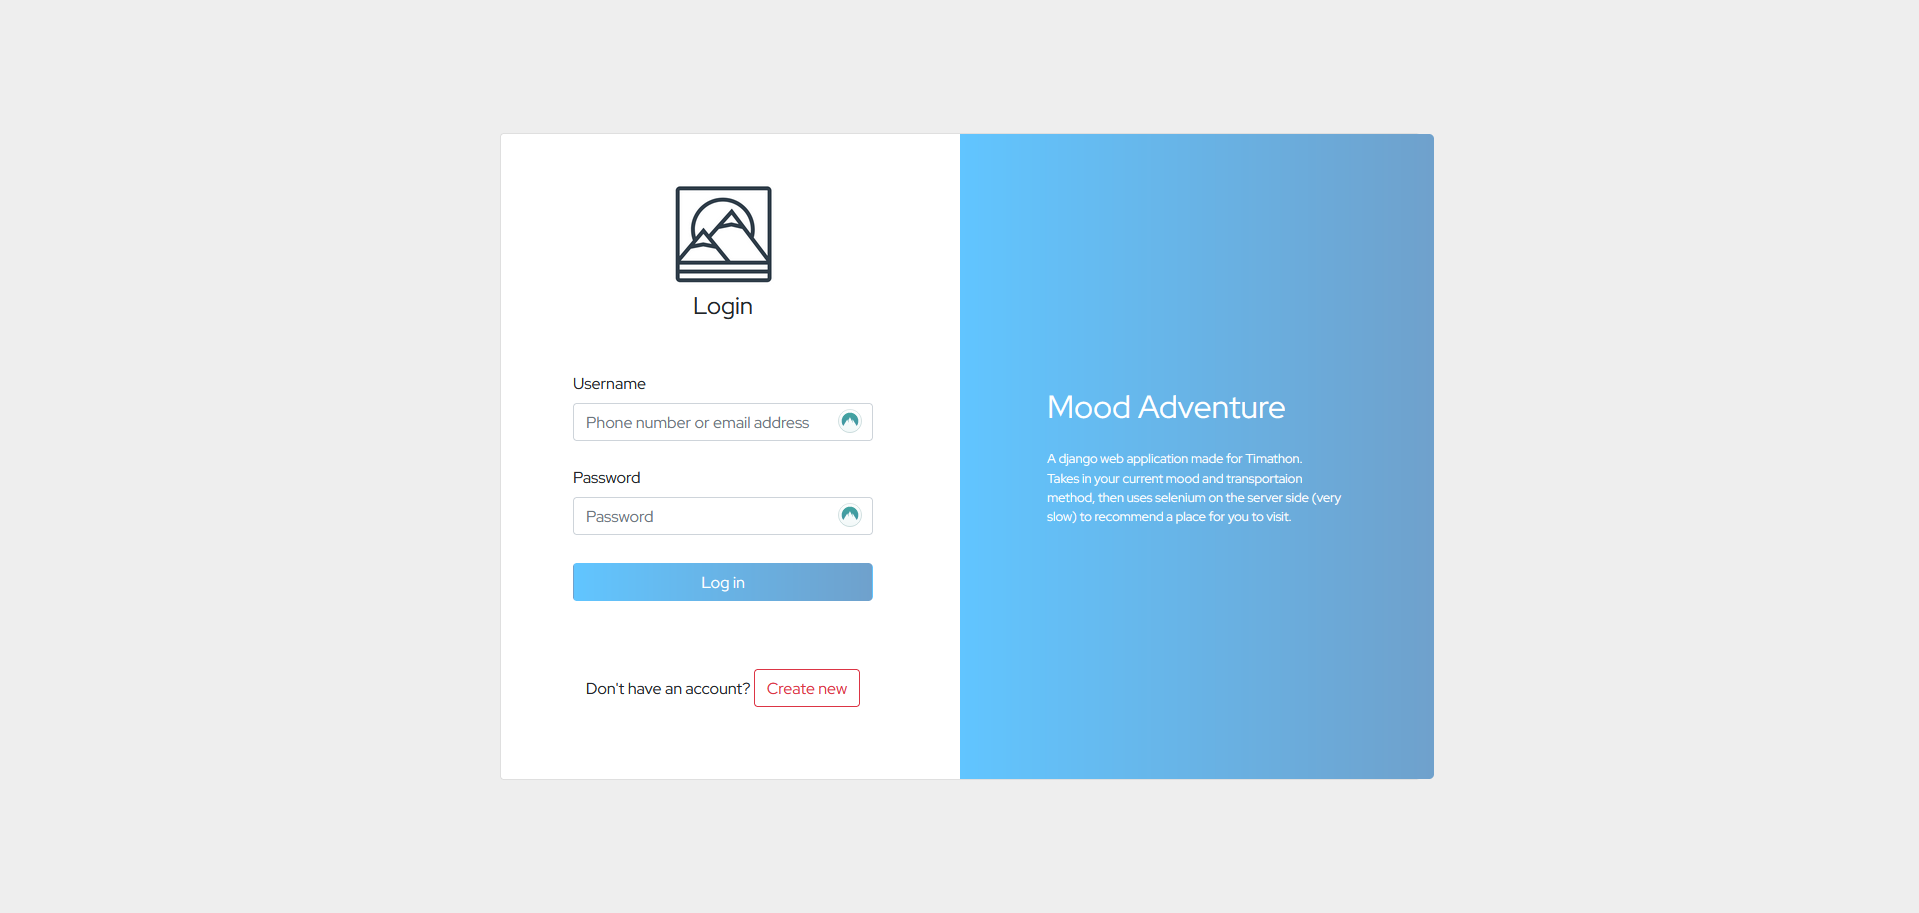 Login
Username
Phone number or email address
Password
Password
Log in
Don't have an account? Create new
Mood Adventure
A django web application made for Timathon.
Takes in your current mood and transportaion
method, then uses selenium on the server side (very
slow) to recommend a place for you to visit.